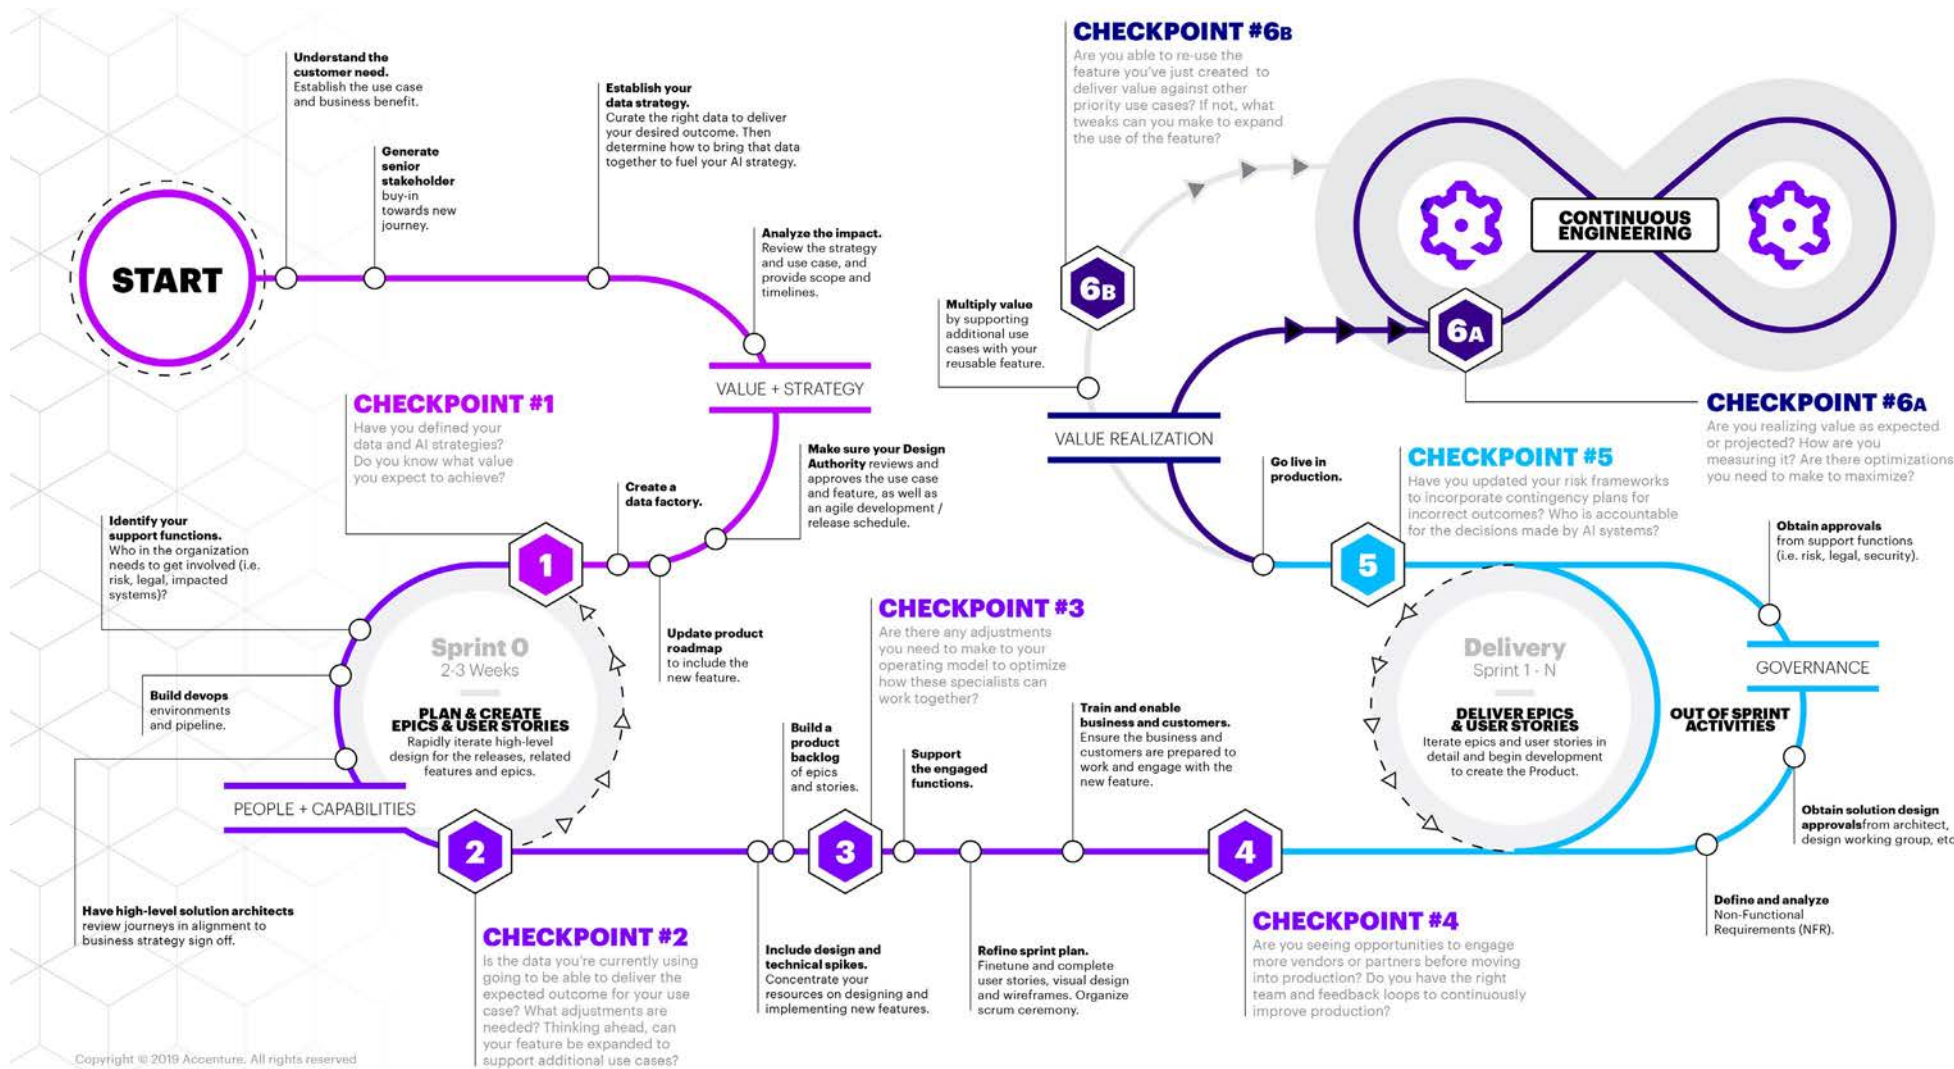 START
Understand the
customer need.
Establish the use case
and business benefit.
Generate
senior
stakeholder
buy-in
towards new
journey.
Establish your
data strategy.
Curate the right data to deliver
your desired outcome. Then
determine how to bring that data
together to fuel your AI strategy.
Analyze the impact.
Review the strategy
and use case, and
provide scope and
timelines.
VALUE + STRATEGY
Make sure your Design
Authority reviews and
approves the use case
and feature, as well as
an agile development /
release schedule.
Update product
roadmap
to include the
new feature.
Create a
data factory.
CHECKPOINT #1
Have you defined your
data and AI strategies?
Do you know what value
you expect to achieve?
1
Identify your
support functions.
Who in the organization
needs to get involved (i.e.
risk, legal, impacted
systems)?
Build devops
environments
and pipeline.
Have high-level solution architects
review journeys in alignment to
business strategy sign off.
PEOPLE + CAPABILITIES
Sprint 0
2-3 Weeks
PLAN & CREATE
EPICS & USER STORIES
Rapidly iterate high-level
design for the releases, related
features and epics.
2
CHECKPOINT #2
Is the data you're currently using
going to be able to deliver the
expected outcome for your use
case? What adjustments are
needed? Thinking ahead, can
your feature be expanded to
support additional use cases?
Include design and
technical spikes.
Concentrate your
resources on designing and
implementing new features.
Build a
product
backlog
of epics
and stories.
3
CHECKPOINT #3
Are there any adjustments
you need to make to your
operating model to optimize
how these specialists can
work together?
Support
the engaged
functions.
Refine sprint plan.
Finetune and complete
user stories, visual design
and wireframes. Organize
scrum ceremony.
Train and enable
business and customers.
Ensure the business and
customers are prepared to
work and engage with the
new feature.
4
CHECKPOINT #4
Are you seeing opportunities to engage
more vendors or partners before moving
into production? Do you have the right
team and feedback loops to continuously
improve production?
Delivery
Sprint 1 - N
DELIVER EPICS
& USER STORIES
Iterate epics and user stories in
detail and begin development
to create the Product.
OUT OF SPRINT
ACTIVITIES
Define and analyze
Non-Functional
Requirements (NFR).
Obtain solution design
approvalsfrom architect,
design working group, etc
GOVERNANCE
Obtain approvals
from support functions
(i.e. risk, legal, security).
5
CHECKPOINT #5
Have you updated your risk frameworks
to incorporate contingency plans for
incorrect outcomes? Who is accountable
for the decisions made by AI systems?
Go live in
production.
VALUE REALIZATION
6A
CHECKPOINT #6A
Are you realizing value as expected
or projected? How are you
measuring it? Are there optimizations
you need to make to maximize?
CONTINUOUS
ENGINEERING
Multiply value
by supporting
additional use
cases with your
reusable feature.
6B
CHECKPOINT #6B
Are you able to re-use the
feature you've just created to
deliver value against other
priority use cases? If not, what
tweaks can you make to expand
the use of the feature?
Copyright © 2019 Accenture. All rights reserved